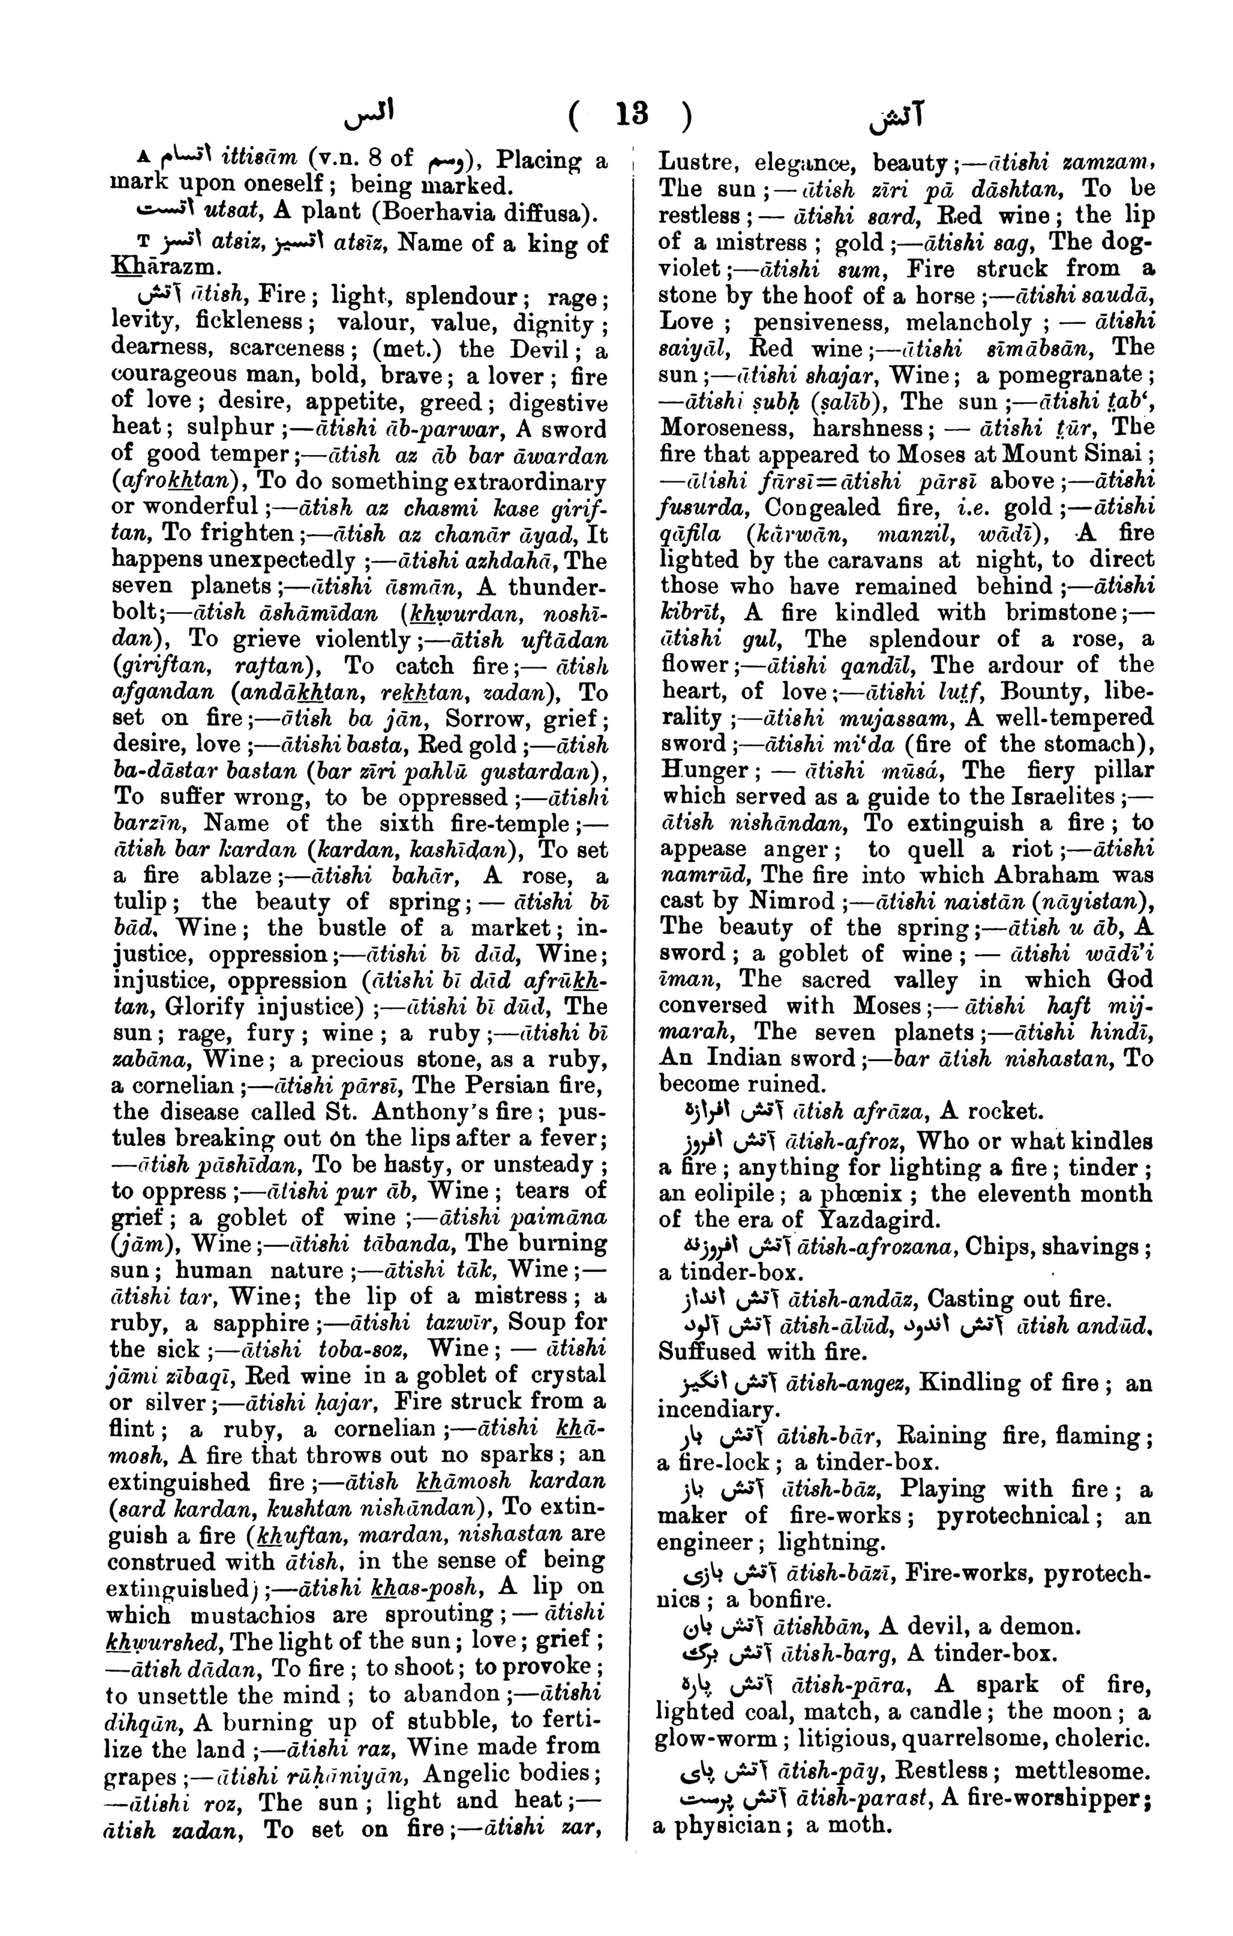 اتس ( 13 ) آتش
A اتسام ittisām (v.n. 8 of وسم), Placing a
mark upon oneself; being marked.
اتست utsat, A plant (Boerhavia diffusa).
T اتسز atsiz, اتسیز atsīz, Name of a king of
Khārazm.
آتش ātish, Fire; light, splendour; rage;
levity, fickleness; valour, value, dignity;
dearness, scarceness; (met.) the Devil; a
courageous man, bold, brave; a lover; fire
of love; desire, appetite, greed; digestive
heat; sulphur;—ātishi āb-parwar, A sword
of good temper;—ātish az āb bar āwardan
(afrokhtan), To do something extraordinary
or wonderful;—ātish az chasmi kase girif-
tan, To frighten;—ātish az chanār āyad, It
happens unexpectedly;—ātishi azhdahā, The
seven planets;—ātishi āsmān, A thunder-
bolt;—ātish āshāmīdan (khẉurdan, noshī-
dan), To grieve violently;—ātish uftādan
(giriftan, raftan), To catch fire;—ātish
afgandan (andākhtan, rekhtan, zadan), To
set on fire;—ātish ba jān, Sorrow, grief;
desire, love;—ātishi basta, Red gold;—ātish
ba-dāstar bastan (bar zīri pahlū gustardan),
To suffer wrong, to be oppressed;—ātishi
barzīn, Name of the sixth fire-temple;—
ātish bar kardan (kardan, kashīdan), To set
a fire ablaze;—ātishi bahār, A rose, a
tulip; the beauty of spring;—ātishi bī
bād, Wine; the bustle of a market; in-
justice, oppression;—ātishi bī dād, Wine;
injustice, oppression (ātishi bī dād afrūkh-
tan, Glorify injustice);—ātishi bī dūd, The
sun; rage, fury; wine; a ruby;—ātishi bī
zabāna, Wine; a precious stone, as a ruby,
a cornelian;—ātishi pārsī, The Persian fire,
the disease called St. Anthony's fire; pus-
tules breaking out on the lips after a fever;
—ātish pāshīdan, To be hasty, or unsteady;
to oppress;—ātishi pur āb, Wine; tears of
grief; a goblet of wine;—ātishi paimāna
(jām), Wine;—ātishi tābanda, The burning
sun; human nature;—ātishi tāk, Wine;—
ātishi tar, Wine; the lip of a mistress; a
ruby, a sapphire;—ātishi tazwīr, Soup for
the sick;—ātishi toba-soz, Wine;—ātishi
jāmi zībaqī, Red wine in a goblet of crystal
or silver;—ātishi ḥajar, Fire struck from a
flint; a ruby, a cornelian;—ātishi khā-
mosh, A fire that throws out no sparks; an
extinguished fire;—ātish khāmosh kardan
(sard kardan, kushtan nishāndan), To extin-
guish a fire (khuftan, mardan, nishastan are
construed with ātish, in the sense of being
extinguished);—ātishi khas-posh, A lip on
which mustachios are sprouting;—ātishi
khẉurshed, The light of the sun; love; grief;
—ātish dādan, To fire; to shoot; to provoke;
to unsettle the mind; to abandon;—ātishi
dihqān, A burning up of stubble, to ferti-
lize the land;—ātishi raz, Wine made from
grapes;—ātishi rūḥāniyān, Angelic bodies;
—ātishi roz, The sun; light and heat;—
ātish zadan, To set on fire;—ātishi zar,
Lustre, elegance, beauty;—ātishi zamzam,
The sun;—ātish zīri pā dāshtan, To be
restless;—ātishi sard, Red wine; the lip
of a mistress; gold;—ātishi sag, The dog-
violet;—ātishi sum, Fire struck from a
stone by the hoof of a horse;—ātishi saudā,
Love; pensiveness, melancholy;—ātishi
saiyāl, Red wine;—ātishi sīmābsān, The
sun;—ātishi shajar, Wine; a pomegranate;
—ātishi ṣubḥ (ṣalīb), The sun;—ātishi t̤ab‘,
Moroseness, harshness;—ātishi t̤ūr, The
fire that appeared to Moses at Mount Sinai;
—ātishi fārsī=ātishi pārsī above;—ātishi
fusurda, Congealed fire, i.e. gold;—ātishi
qāfila (kārwān, manzil, wādī), A fire
lighted by the caravans at night, to direct
those who have remained behind;—ātishi
kibrīt, A fire kindled with brimstone;—
ātishi gul, The splendour of a rose, a
flower;—ātishi qandīl, The ardour of the
heart, of love;—ātishi lut̤f, Bounty, libe-
rality;—ātishi mujassam, A well-tempered
sword;—ātishi mi‘da (fire of the stomach),
Hunger;—ātishi mūsá, The fiery pillar
which served as a guide to the Israelites;—
ātish nishāndan, To extinguish a fire; to
appease anger; to quell a riot;—ātishi
namrūd, The fire into which Abraham was
cast by Nimrod;—ātishi naistān (nāyistan),
The beauty of the spring;—ātish u āb, A
sword; a goblet of wine;—ātishi wādī’i
īman, The sacred valley in which God
conversed with Moses;—ātishi haft mij-
marah, The seven planets;—ātishi hindī,
An Indian sword;—bar ātish nishastan, To
become ruined.
آتش افرازه ātish afrāza, A rocket.
آتش افروز ātish-afroz, Who or what kindles
a fire; anything for lighting a fire; tinder;
an eolipile; a phœnix; the eleventh month
of the era of Yazdagird.
آتش افروزنه ātish-afrozana, Chips, shavings;
a tinder-box.
آتش انداز ātish-andāz, Casting out fire.
آتش آلود ātish-ālūd, آتش اندود ātish andūd,
Suffused with fire.
آتش انگیز ātish-angez, Kindling of fire; an
incendiary.
آتش بار ātish-bār, Raining fire, flaming;
a fire-lock; a tinder-box.
آتش باز ātish-bāz, Playing with fire; a
maker of fire-works; pyrotechnical; an
engineer; lightning.
آتش بازی ātish-bāzī, Fire-works, pyrotech-
nics; a bonfire.
آتش بان ātishbān, A devil, a demon.
آتش برگ ātish-barg, A tinder-box.
آتش پاره ātish-pāra, A spark of fire,
lighted coal, match, a candle; the moon; a
glow-worm; litigious, quarrelsome, choleric.
آتش پای ātish-pāy, Restless; mettlesome.
آتش پرست ātish-parast, A fire-worshipper;
a physician; a moth.